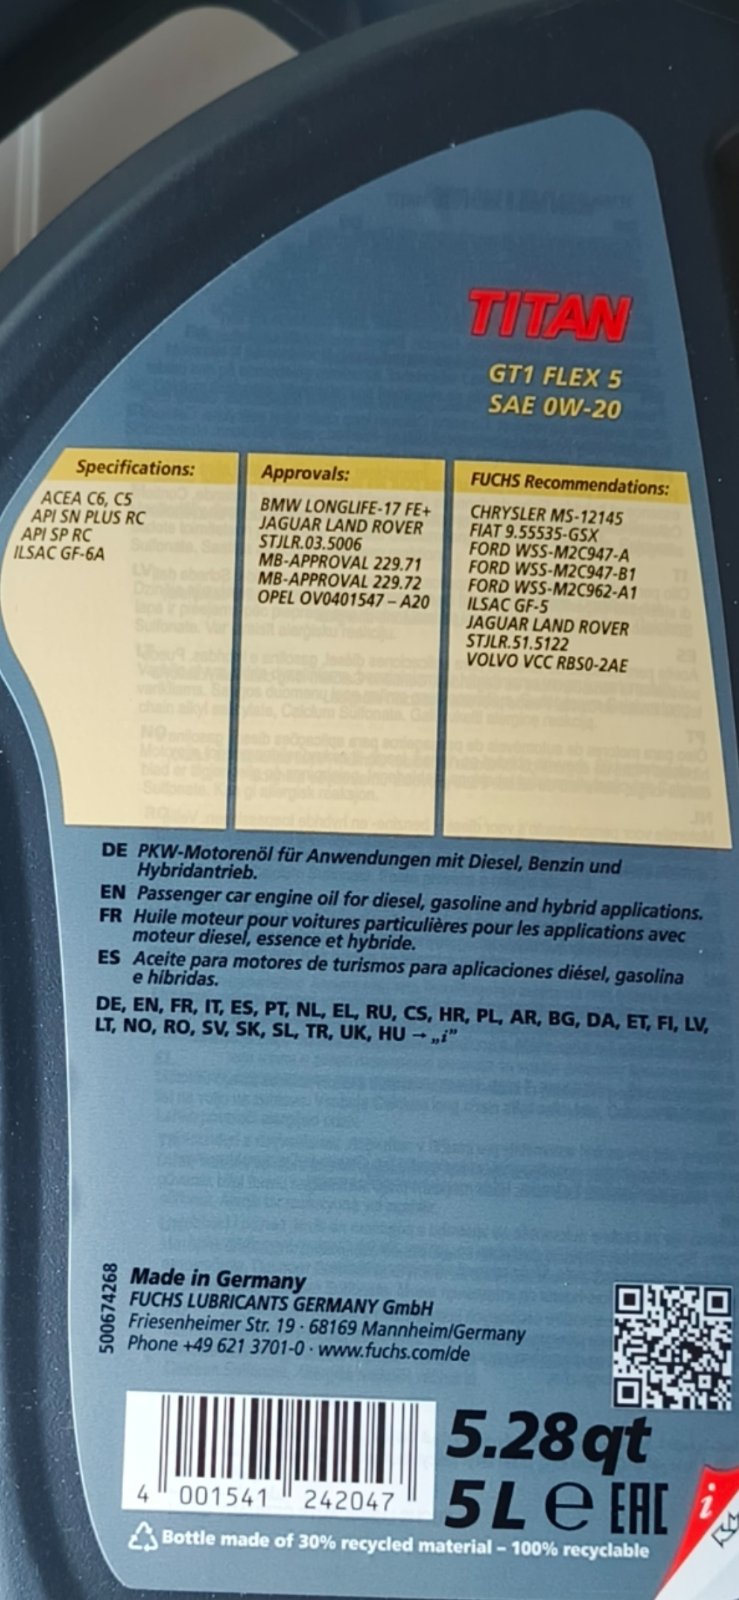 TITAN
GT1 FLEX 5
SAE 0W-20
Specifications:
ACEA C6, C5
API SN PLUS RC
API SP RC
ILSAC GF-6A
Approvals:
BMW LONGLIFE-17 FE+
JAGUAR LAND ROVER
STJLR.03.5006
MB-APPROVAL 229.71
MB-APPROVAL 229.72
OPEL OV0401547 – A20
FUCHS Recommendations:
CHRYSLER MS-12145
FIAT 9.55535-GSX
FORD WSS-M2C947-A
FORD WSS-M2C947-B1
FORD WSS-M2C962-A1
ILSAC GF-5
JAGUAR LAND ROVER
STJLR.51.5122
VOLVO VCC RBS0-2AE
DE PKW-Motorenöl für Anwendungen mit Diesel, Benzin und
Hybridantrieb.
EN Passenger car engine oil for diesel, gasoline and hybrid applications.
FR Huile moteur pour voitures particulières pour les applications avec
moteur diesel, essence et hybride.
ES Aceite para motores de turismos para aplicaciones diésel, gasolina
e híbridas.
DE, EN, FR, IT, ES, PT, NL, EL, RU, CS, HR, PL, AR, BG, DA, ET, FI, LV,
LT, NO, RO, SV, SK, SL, TR, UK, HU → „i”
500674268
Made in Germany
FUCHS LUBRICANTS GERMANY GmbH
Friesenheimer Str. 19 · 68169 Mannheim/Germany
Phone +49 621 3701-0 · www.fuchs.com/de
4 001541 242047
5.28qt
5L e EAC
i
Bottle made of 30% recycled material – 100% recyclable